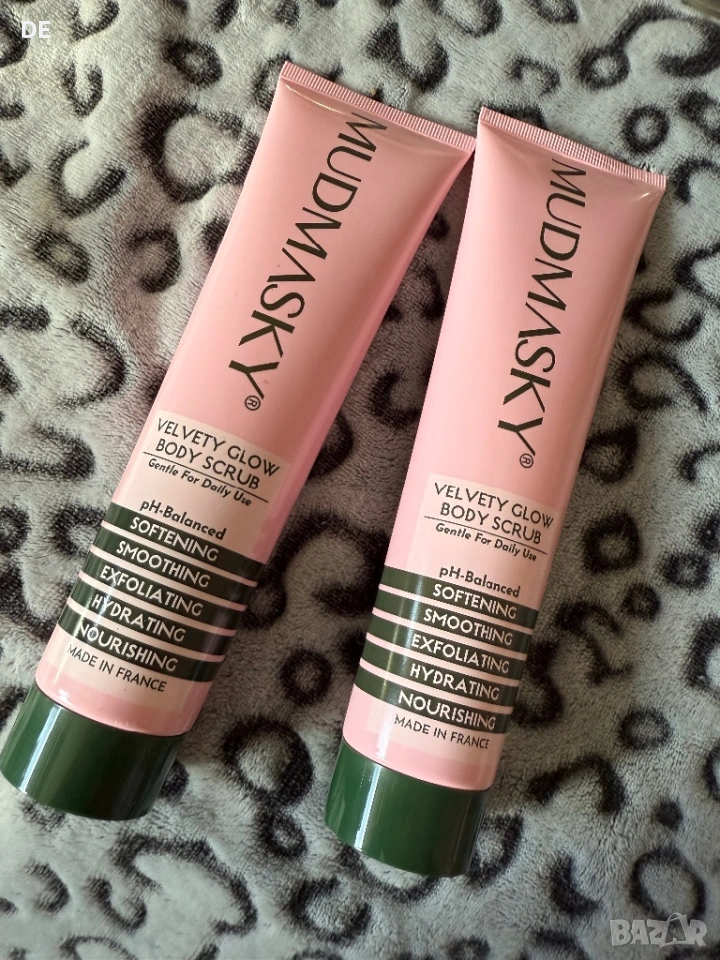 DE
MUDMASKY®
VELVETY GLOW
BODY SCRUB
Gentle For Daily Use
pH-Balanced
SOFTENING
SMOOTHING
EXFOLIATING
HYDRATING
NOURISHING
MADE IN FRANCE
MUDMASKY®
VELVETY GLOW
BODY SCRUB
Gentle For Daily Use
pH-Balanced
SOFTENING
SMOOTHING
EXFOLIATING
HYDRATING
NOURISHING
MADE IN FRANCE
BAZAR